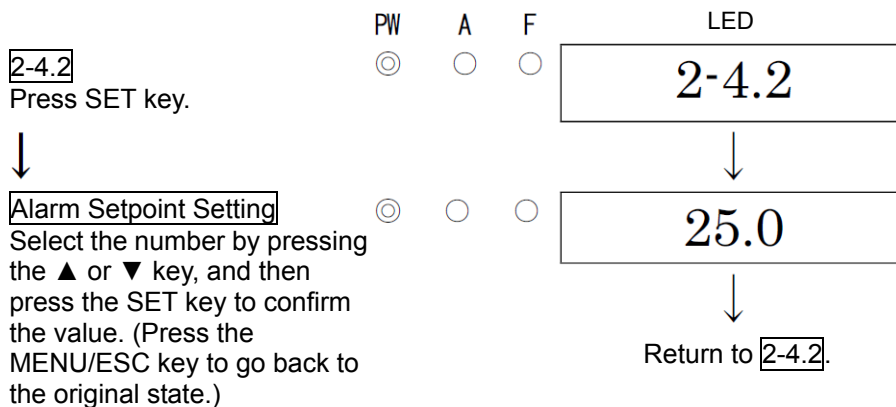 PW A F LED
2-4.2 ◎ ○ ○ 2-4.2
Press SET key.
↓ ↓
Alarm Setpoint Setting ◎ ○ ○ 25.0
Select the number by pressing
the ▲ or ▼ key, and then
press the SET key to confirm ↓
the value. (Press the
MENU/ESC key to go back to Return to 2-4.2.
the original state.)